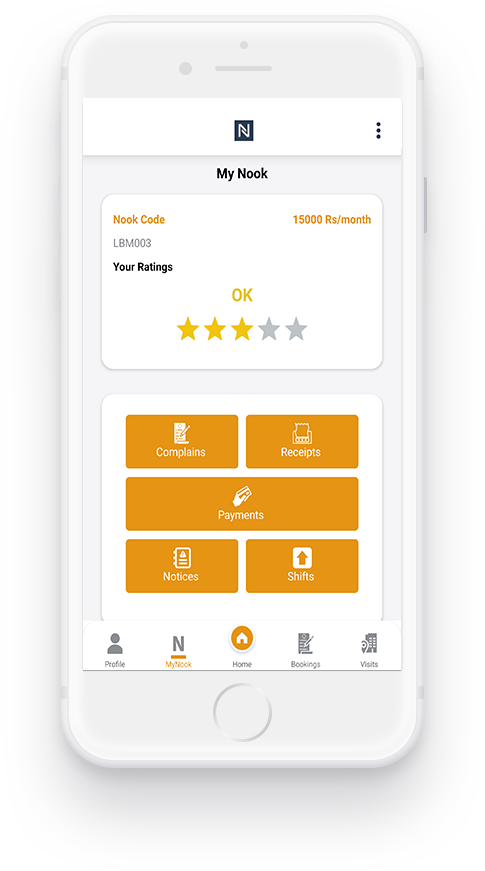 N
My Nook
Nook Code 15000 Rs/month
LBM003
Your Ratings
OK
Complains Receipts
Payments
Notices Shifts
N
Profile MyNook Home Bookings Visits